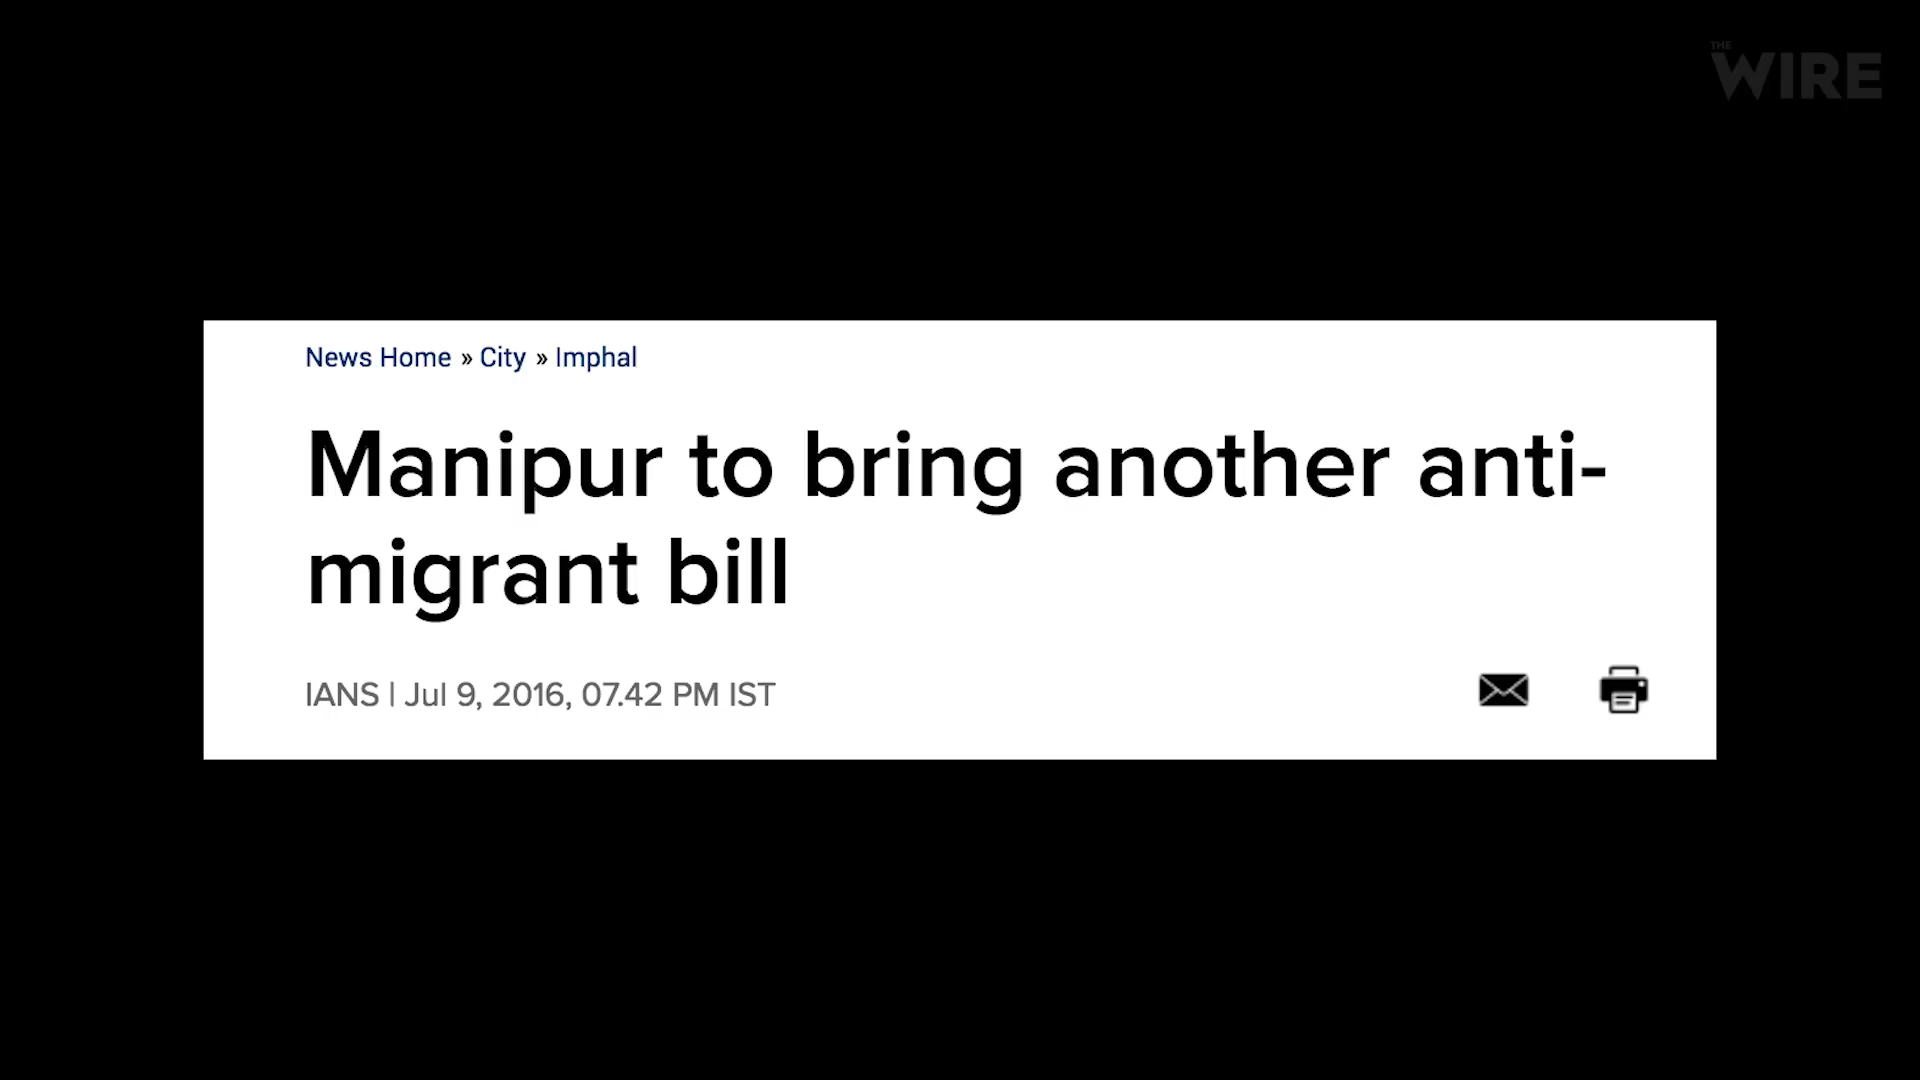 THE
WIRE
News Home » City » Imphal
Manipur to bring another anti-
migrant bill
IANS | Jul 9, 2016, 07.42 PM IST